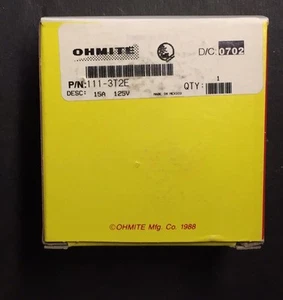 OHMITE D/C 0702
1
P/N: 111-3T2E QTY:
DESC: 15A 125V MADE IN MEXICO
©OHMITE Mfg. Co. 1988